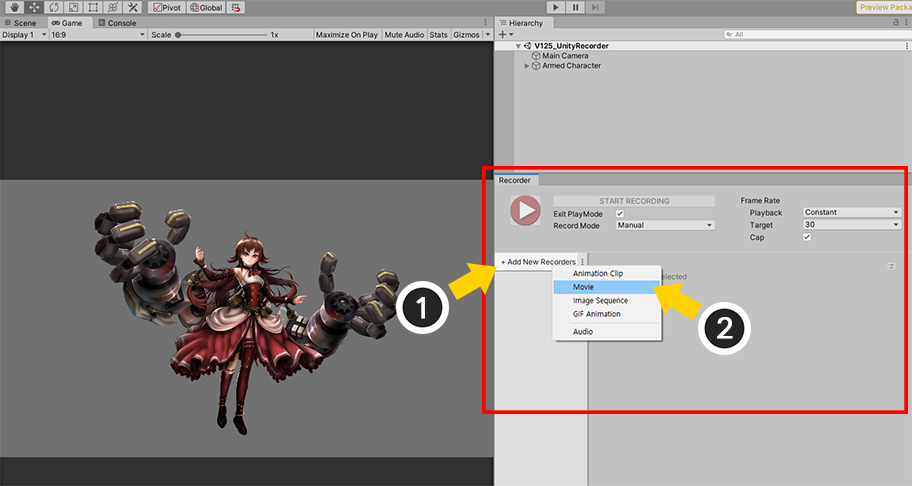 Pivot Global
Preview Packa
Scene Game Console
Hierarchy
Display 1 16:9 Scale 1x Maximize On Play Mute Audio Stats Gizmos
All
V125_UnityRecorder
Main Camera
Armed Character
Recorder
START RECORDING
Exit PlayMode
Record Mode Manual
Frame Rate
Playback Constant
Target 30
Cap
+ Add New Recorders
elected
Animation Clip
Movie
Image Sequence
GIF Animation
Audio
1
2